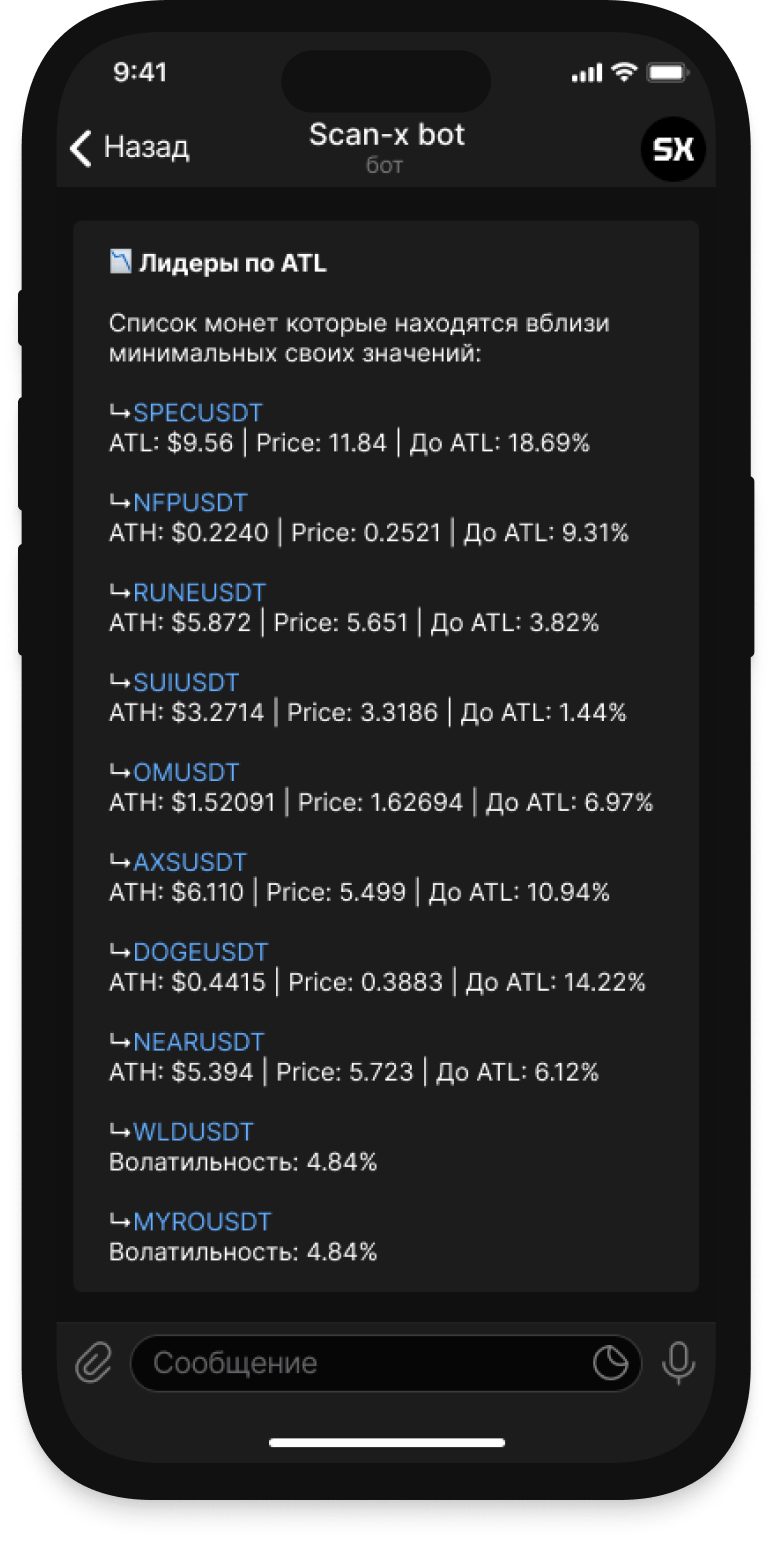 9:41
Назад
Scan-x bot
бот
SX
Лидеры по ATL
Список монет которые находятся вблизи
минимальных своих значений:
↪SPECUSDT
ATL: $9.56 | Price: 11.84 | До ATL: 18.69%
↪NFPUSDT
ATH: $0.2240 | Price: 0.2521 | До ATL: 9.31%
↪RUNEUSDT
ATH: $5.872 | Price: 5.651 | До ATL: 3.82%
↪SUIUSDT
ATH: $3.2714 | Price: 3.3186 | До ATL: 1.44%
↪OMUSDT
ATH: $1.52091 | Price: 1.62694 | До ATL: 6.97%
↪AXSUSDT
ATH: $6.110 | Price: 5.499 | До ATL: 10.94%
↪DOGEUSDT
ATH: $0.4415 | Price: 0.3883 | До ATL: 14.22%
↪NEARUSDT
ATH: $5.394 | Price: 5.723 | До ATL: 6.12%
↪WLDUSDT
Волатильность: 4.84%
↪MYROUSDT
Волатильность: 4.84%
Сообщение